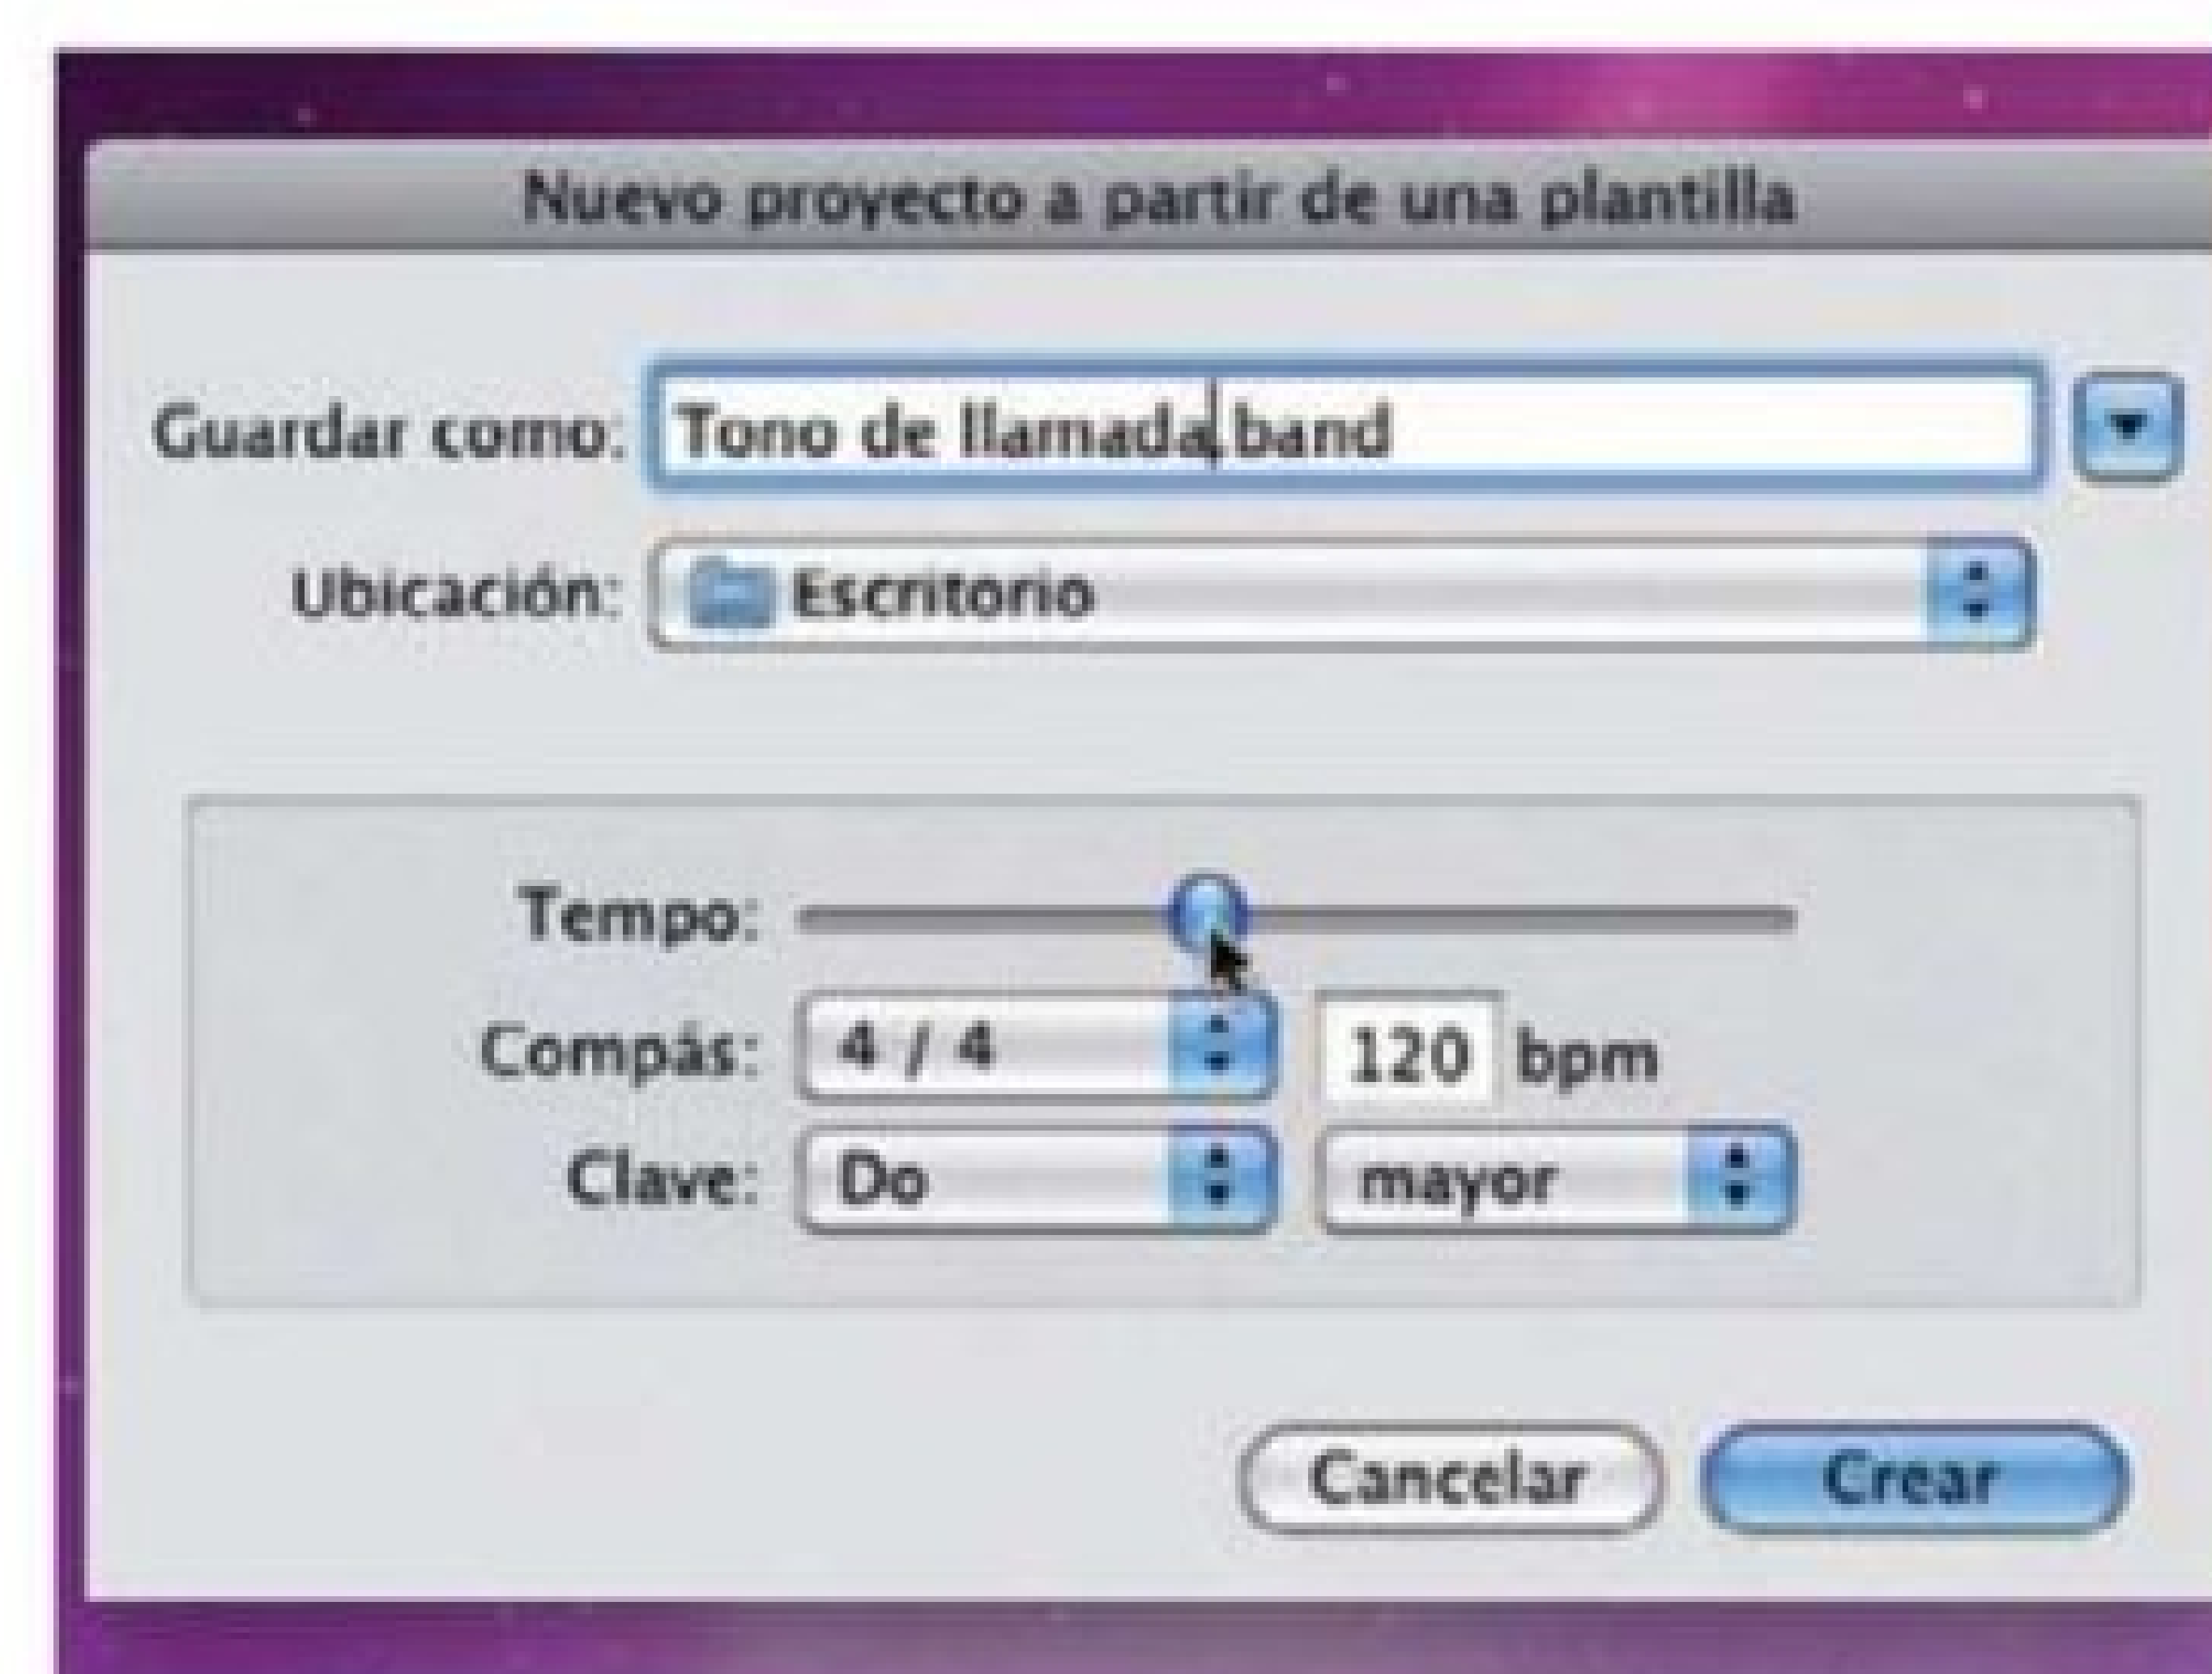 Nuevo proyecto a partir de una plantilla
Guardar como: Tono de llamada.band
Ubicación: Escritorio
Tempo:
Compás: 4 / 4 120 bpm
Clave: Do mayor
Cancelar Crear